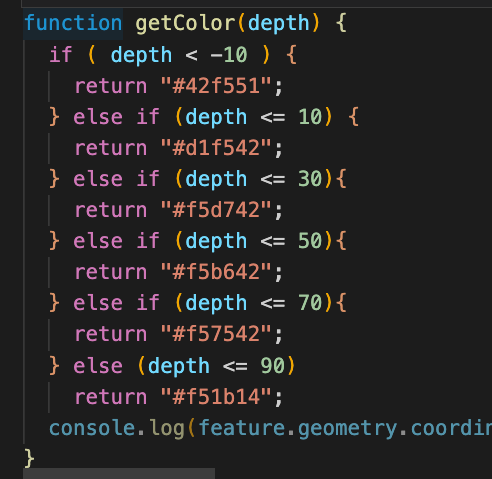 function getColor(depth) {
if ( depth < -10 ) {
return "#42f551";
} else if (depth <= 10) {
return "#d1f542";
} else if (depth <= 30){
return "#f5d742";
} else if (depth <= 50){
return "#f5b642";
} else if (depth <= 70){
return "#f57542";
} else (depth <= 90)
return "#f51b14";
console.log(feature.geometry.coordin
}